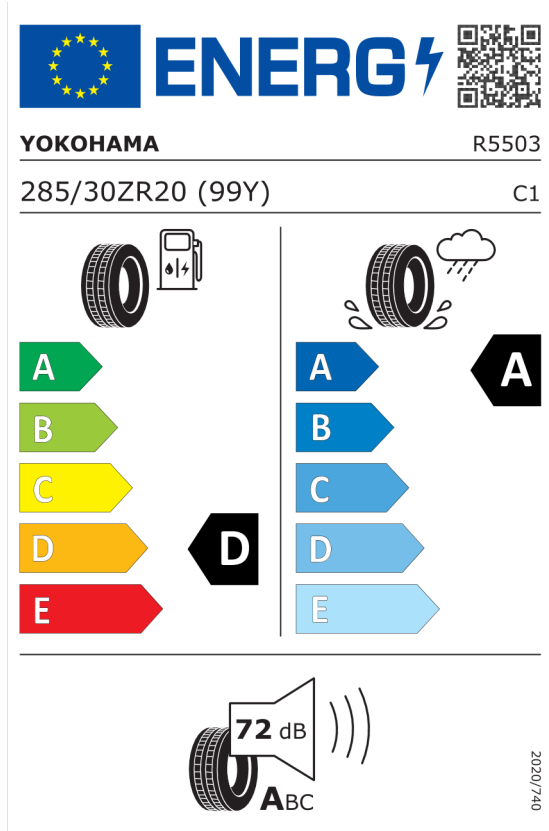 ENERG
YOKOHAMA R5503
285/30ZR20 (99Y) C1
A A A
B B
C C
D D D
E E
72 dB
ABC
2020/740